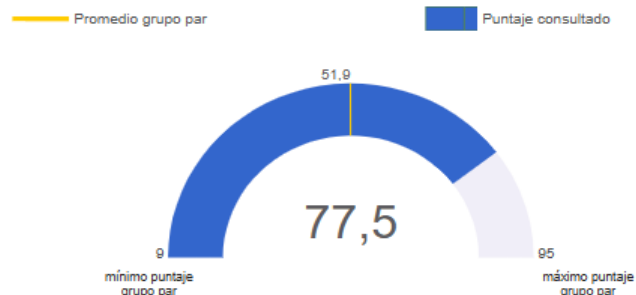 Promedio grupo par
Puntaje consultado
51,9
77,5
9
95
mínimo puntaje
grupo par
máximo puntaje
grupo par